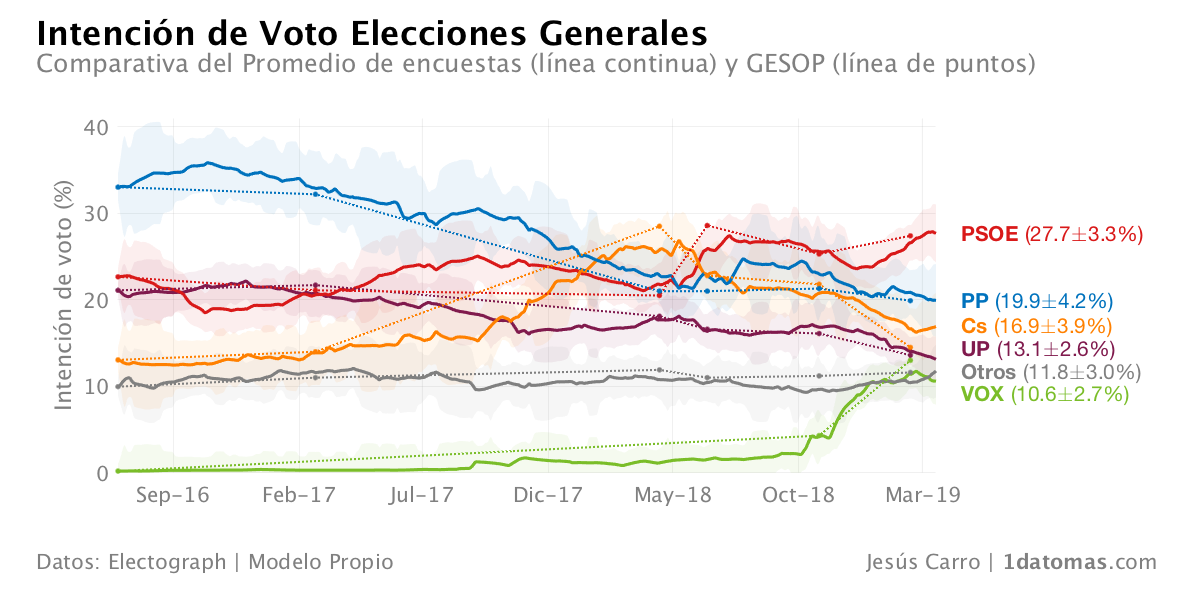 Intención de Voto Elecciones Generales
Comparativa del Promedio de encuestas (línea continua) y GESOP (línea de puntos)
Intención de voto (%)
40
30
20
10
0
Sep–16 Feb–17 Jul–17 Dic–17 May–18 Oct–18 Mar–19
PSOE (27.7±3.3%)
PP (19.9±4.2%)
Cs (16.9±3.9%)
UP (13.1±2.6%)
Otros (11.8±3.0%)
VOX (10.6±2.7%)
Datos: Electograph | Modelo Propio
Jesús Carro | 1datomas.com